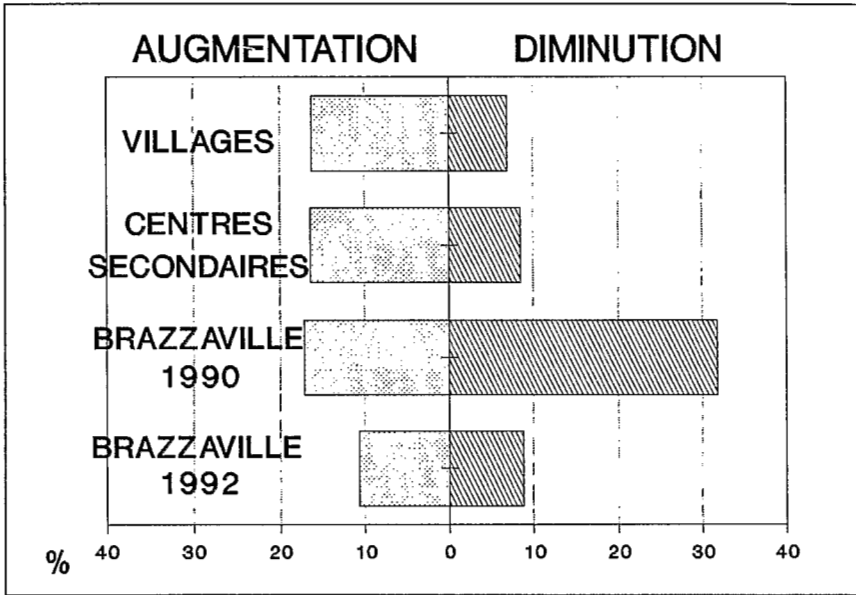 AUGMENTATION DIMINUTION
VILLAGES
CENTRES
SECONDAIRES
BRAZZAVILLE
1990
BRAZZAVILLE
1992
% 40 30 20 10 0 10 20 30 40